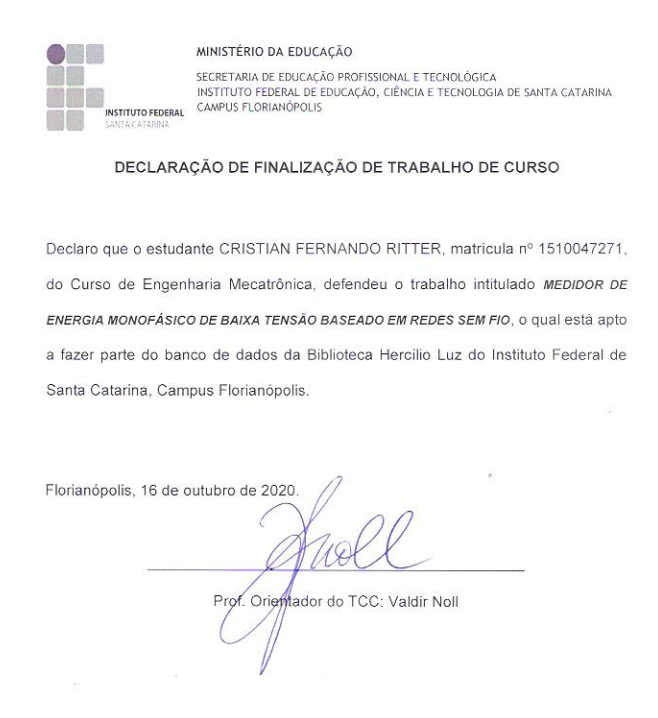 MINISTÉRIO DA EDUCAÇÃO
SECRETARIA DE EDUCAÇÃO PROFISSIONAL E TECNOLÓGICA
INSTITUTO FEDERAL DE EDUCAÇÃO, CIÊNCIA E TECNOLOGIA DE SANTA CATARINA
CAMPUS FLORIANÓPOLIS
INSTITUTO FEDERAL
SANTA CATARINA
DECLARAÇÃO DE FINALIZAÇÃO DE TRABALHO DE CURSO
Declaro que o estudante CRISTIAN FERNANDO RITTER, matrícula nº 1510047271,
do Curso de Engenharia Mecatrônica, defendeu o trabalho intitulado MEDIDOR DE
ENERGIA MONOFÁSICO DE BAIXA TENSÃO BASEADO EM REDES SEM FIO, o qual está apto
a fazer parte do banco de dados da Biblioteca Hercílio Luz do Instituto Federal de
Santa Catarina, Campus Florianópolis.
Florianópolis, 16 de outubro de 2020.
Noll
Prof. Orientador do TCC: Valdir Noll